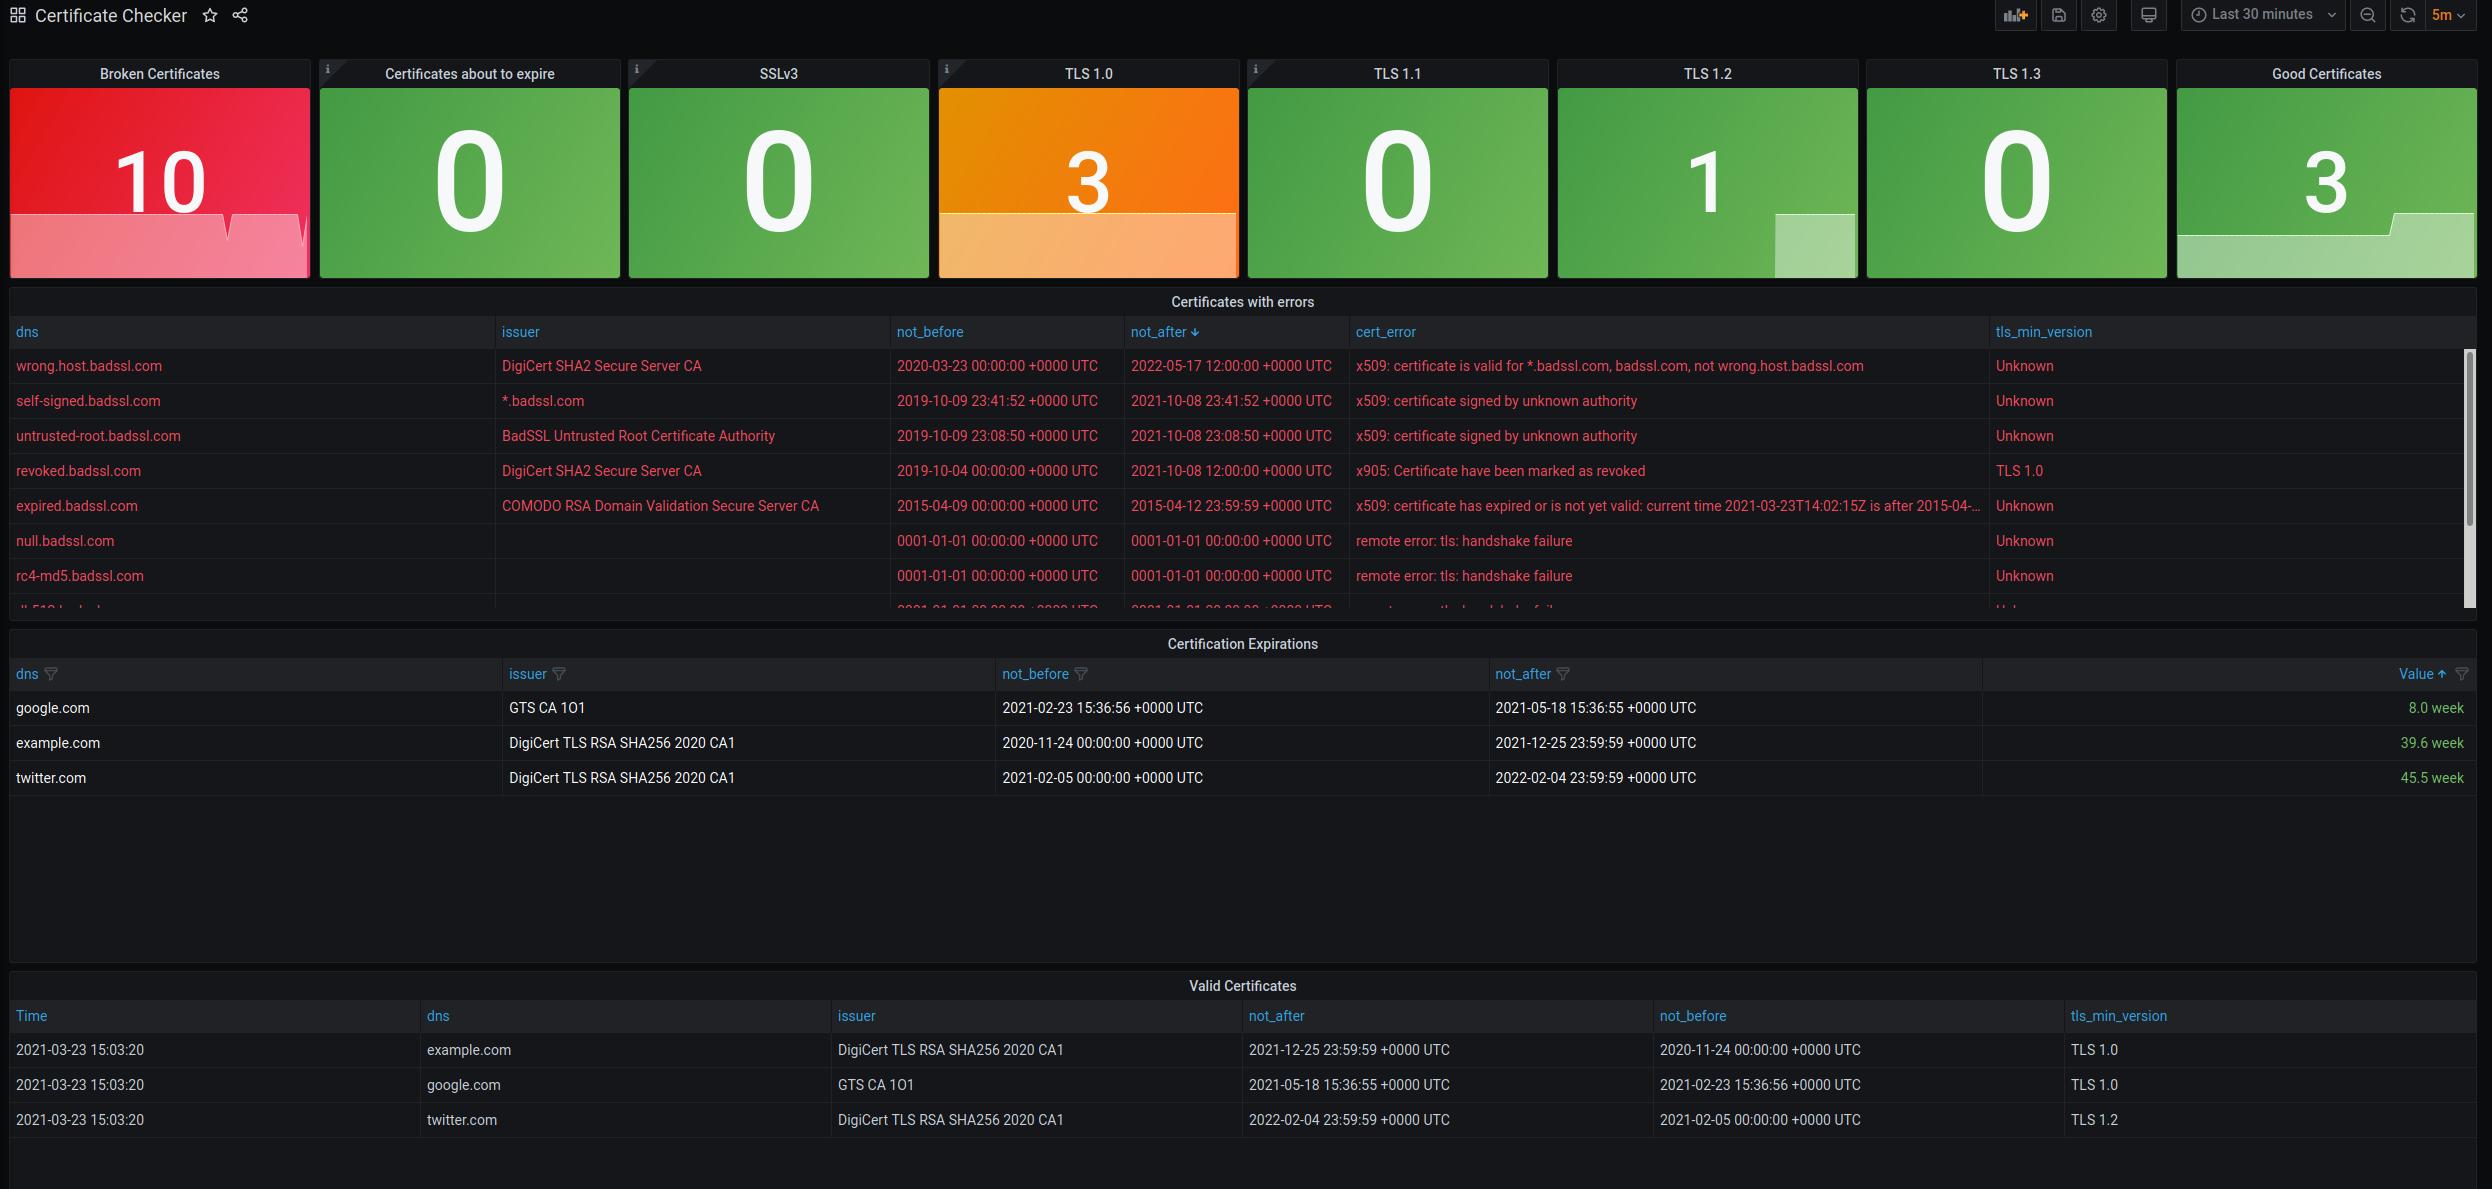 Certificate Checker
Last 30 minutes 5m
Broken Certificates Certificates about to expire SSLv3 TLS 1.0 TLS 1.1 TLS 1.2 TLS 1.3 Good Certificates
10 0 0 3 0 1 0 3
Certificates with errors
dns issuer not_before not_after cert_error tls_min_version
wrong.host.badssl.com DigiCert SHA2 Secure Server CA 2020-03-23 00:00:00 +0000 UTC 2022-05-17 12:00:00 +0000 UTC x509: certificate is valid for *.badssl.com, badssl.com, not wrong.host.badssl.com Unknown
self-signed.badssl.com *.badssl.com 2019-10-09 23:41:52 +0000 UTC 2021-10-08 23:41:52 +0000 UTC x509: certificate signed by unknown authority Unknown
untrusted-root.badssl.com BadSSL Untrusted Root Certificate Authority 2019-10-09 23:08:50 +0000 UTC 2021-10-08 23:08:50 +0000 UTC x509: certificate signed by unknown authority Unknown
revoked.badssl.com DigiCert SHA2 Secure Server CA 2019-10-04 00:00:00 +0000 UTC 2021-10-08 12:00:00 +0000 UTC x905: Certificate have been marked as revoked TLS 1.0
expired.badssl.com COMODO RSA Domain Validation Secure Server CA 2015-04-09 00:00:00 +0000 UTC 2015-04-12 23:59:59 +0000 UTC x509: certificate has expired or is not yet valid: current time 2021-03-23T14:02:15Z is after 2015-04-... Unknown
null.badssl.com 0001-01-01 00:00:00 +0000 UTC 0001-01-01 00:00:00 +0000 UTC remote error: tls: handshake failure Unknown
rc4-md5.badssl.com 0001-01-01 00:00:00 +0000 UTC 0001-01-01 00:00:00 +0000 UTC remote error: tls: handshake failure Unknown
Certification Expirations
dns issuer not_before not_after Value
google.com GTS CA 1O1 2021-02-23 15:36:56 +0000 UTC 2021-05-18 15:36:55 +0000 UTC 8.0 week
example.com DigiCert TLS RSA SHA256 2020 CA1 2020-11-24 00:00:00 +0000 UTC 2021-12-25 23:59:59 +0000 UTC 39.6 week
twitter.com DigiCert TLS RSA SHA256 2020 CA1 2021-02-05 00:00:00 +0000 UTC 2022-02-04 23:59:59 +0000 UTC 45.5 week
Valid Certificates
Time dns issuer not_after not_before tls_min_version
2021-03-23 15:03:20 example.com DigiCert TLS RSA SHA256 2020 CA1 2021-12-25 23:59:59 +0000 UTC 2020-11-24 00:00:00 +0000 UTC TLS 1.0
2021-03-23 15:03:20 google.com GTS CA 1O1 2021-05-18 15:36:55 +0000 UTC 2021-02-23 15:36:56 +0000 UTC TLS 1.0
2021-03-23 15:03:20 twitter.com DigiCert TLS RSA SHA256 2020 CA1 2022-02-04 23:59:59 +0000 UTC 2021-02-05 00:00:00 +0000 UTC TLS 1.2